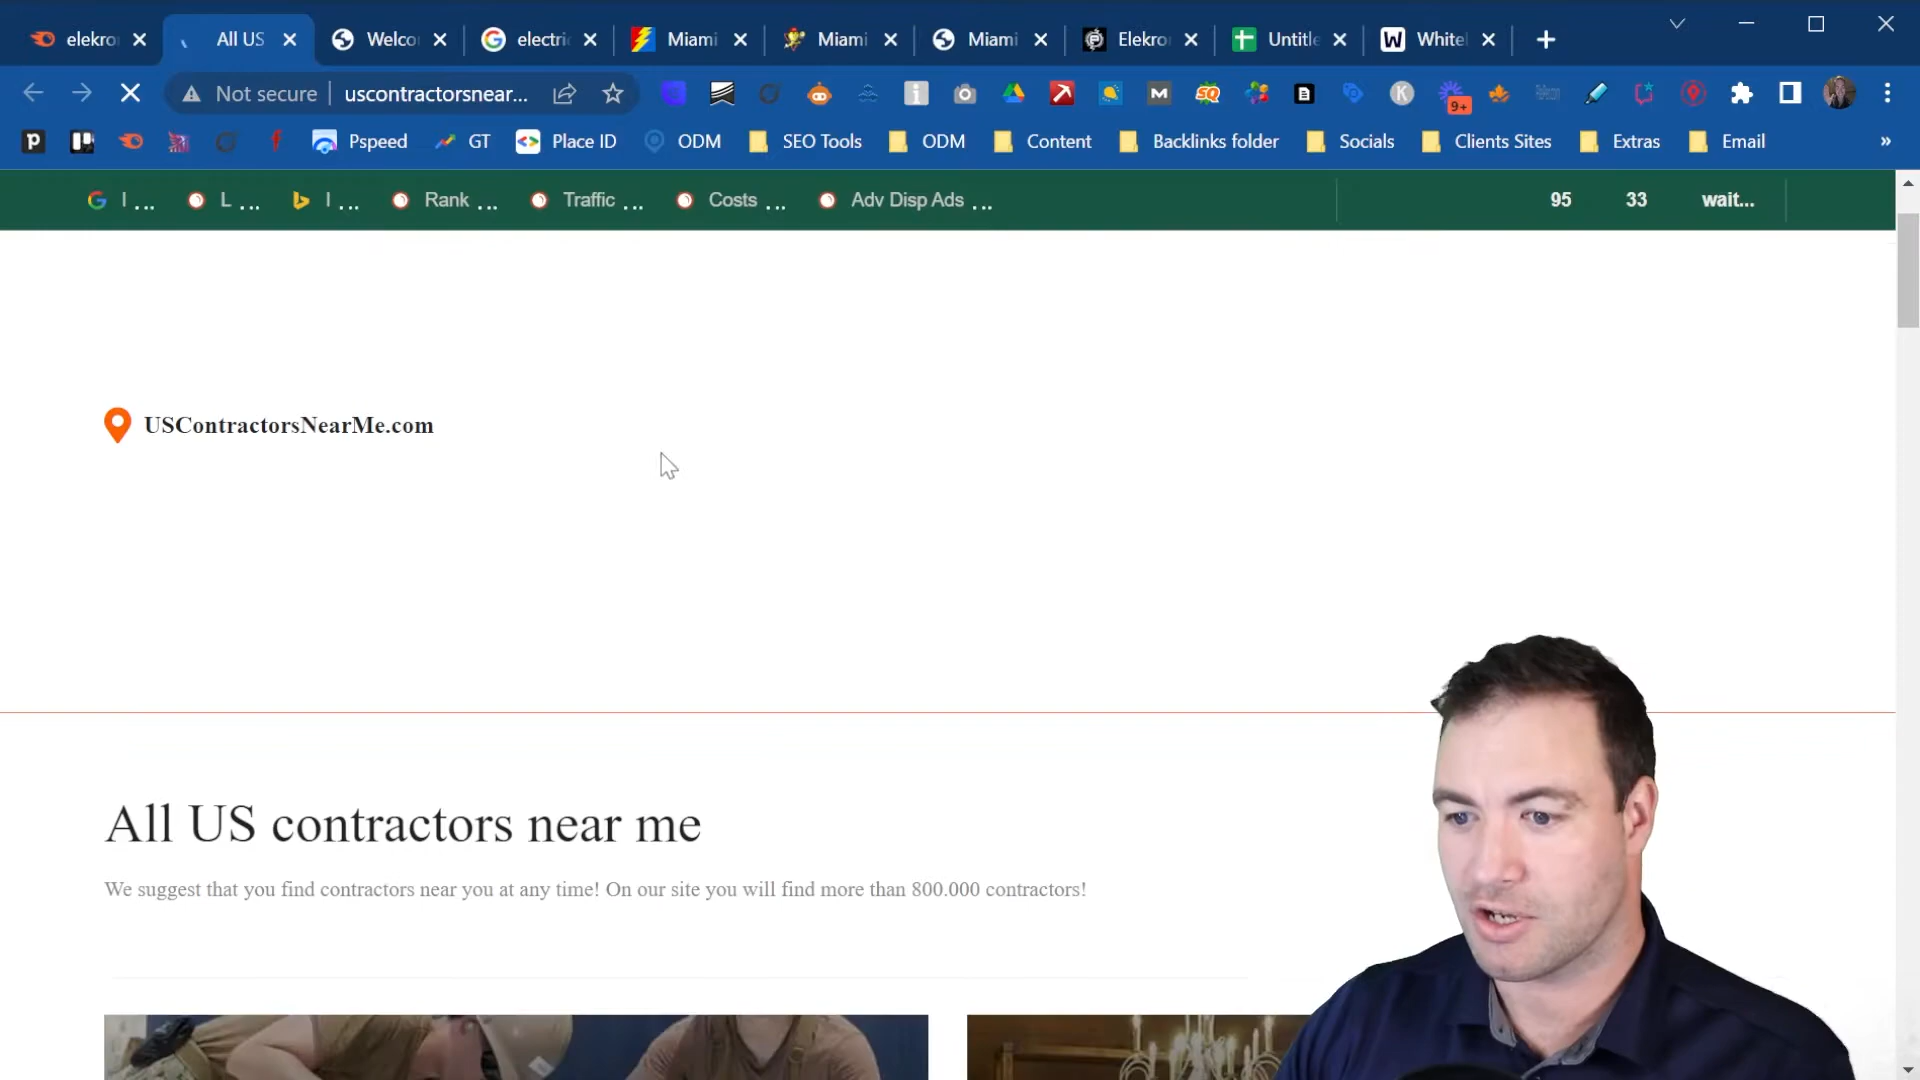 elekro
All US
Welco
electri
Miami
Miami
Miami
Elekro
Untitle
Whitel
Not secure
uscontractorsnear...
9+
Pspeed
GT
Place ID
ODM
SEO Tools
ODM
Content
Backlinks folder
Socials
Clients Sites
Extras
Email
»
I ...
L ...
I ...
Rank ...
Traffic ...
Costs ...
Adv Disp Ads ...
95
33
wait...
USContractorsNearMe.com
All US contractors near me
We suggest that you find contractors near you at any time! On our site you will find more than 800.000 contractors!